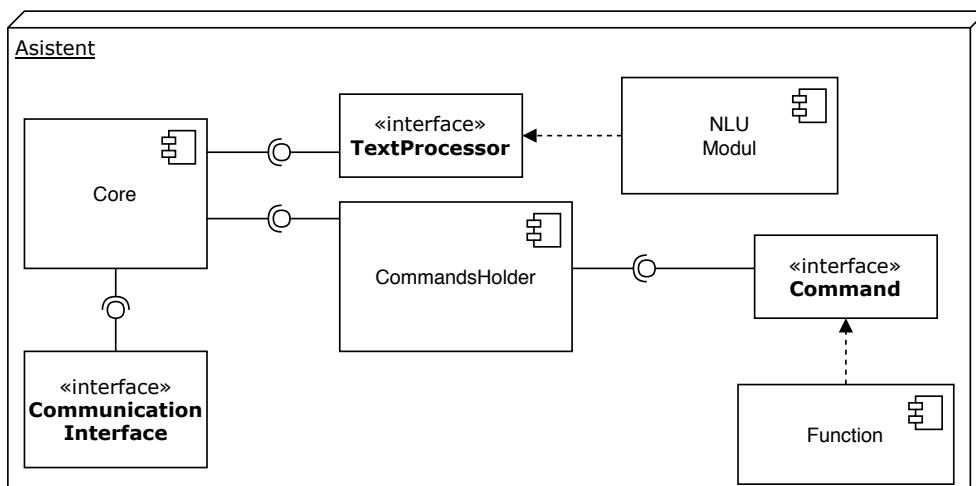 Asistent
«interface»
TextProcessor
NLU
Modul
Core
CommandsHolder
«interface»
Command
«interface»
Communication
Interface
Function